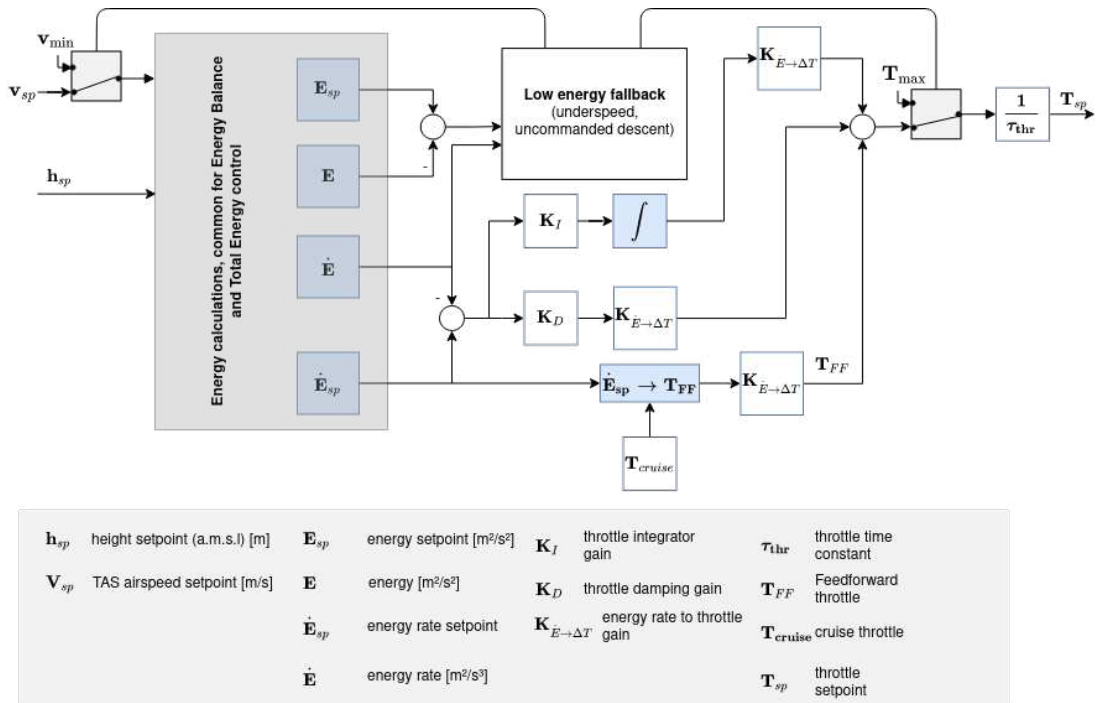 v_min
v_sp
h_sp
Energy calculations, common for Energy Balance
and Total Energy control
E_sp
E
Ė
Ė_sp
-
-
Low energy fallback
(underspeed,
uncommanded descent)
K_I
∫
K_D
K_Ė→ΔT
K_Ė→ΔT
Ė_sp → T_FF
K_Ė→ΔT
T_FF
T_cruise
T_max
1
τ_thr
T_sp
h_sp height setpoint (a.m.s.l) [m]
V_sp TAS airspeed setpoint [m/s]
E_sp energy setpoint [m²/s²]
E energy [m²/s²]
Ė_sp energy rate setpoint
Ė energy rate [m²/s³]
K_I throttle integrator
gain
K_D throttle damping gain
K_Ė→ΔT energy rate to throttle
gain
τ_thr throttle time
constant
T_FF Feedforward
throttle
T_cruise cruise throttle
T_sp throttle
setpoint